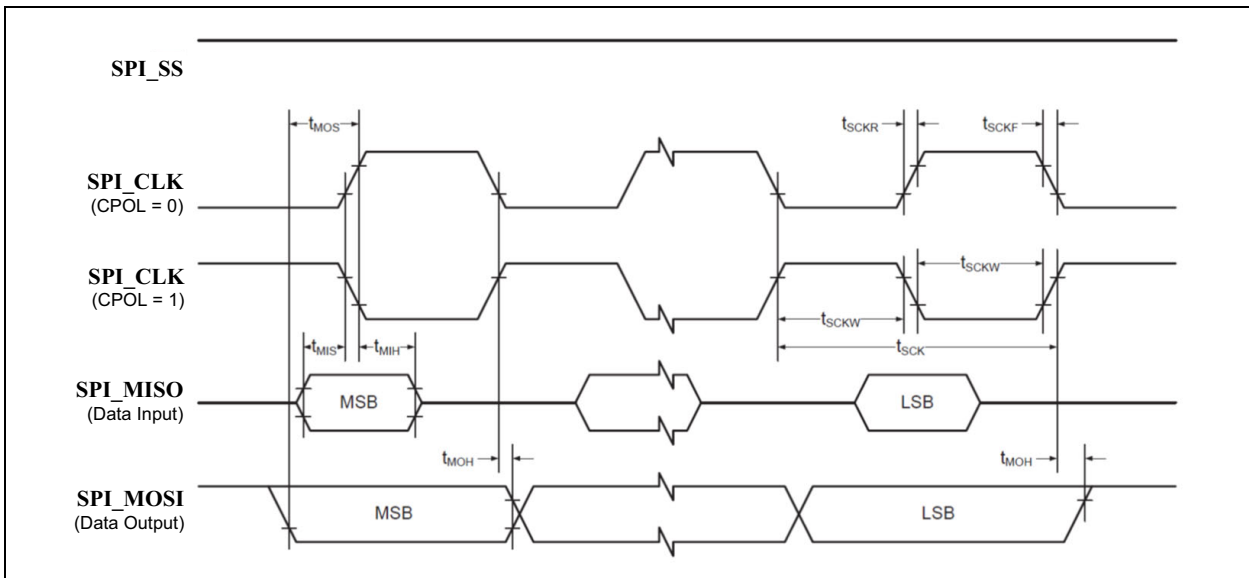 SPI_SS
tMOS
tSCKR
tSCKF
SPI_CLK
(CPOL = 0)
SPI_CLK
(CPOL = 1)
tSCKW
tSCKW
tSCK
tMIS
tMIH
SPI_MISO
(Data Input)
MSB
LSB
tMOH
tMOH
SPI_MOSI
(Data Output)
MSB
LSB